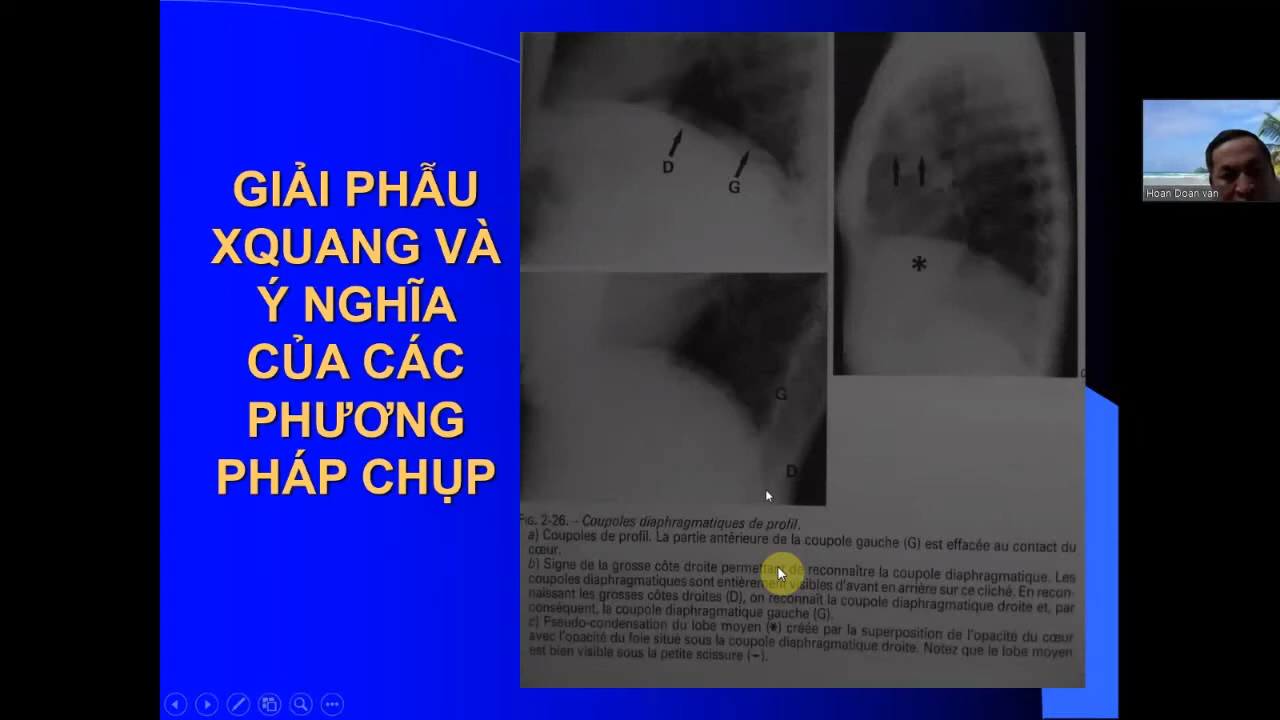 GIẢI PHẪU
XQUANG VÀ
Ý NGHĨA
CỦA CÁC
PHƯƠNG
PHÁP CHỤP
D
G
*
G
D
FIG. 2-26. – Coupoles diaphragmatiques de profil.
a) Coupoles de profil. La partie antérieure de la coupole gauche (G) est effacée au contact du
cœur.
b) Signe de la grosse côte droite permettant de reconnaître la coupole diaphragmatique. Les
coupoles diaphragmatiques sont entièrement visibles d'avant en arrière sur ce cliché. En recon-
naissant les grosses côtes droites (D), on reconnaît la coupole diaphragmatique droite et, par
conséquent, la coupole diaphragmatique gauche (G).
c) Pseudo-condensation du lobe moyen (*) créée par la superposition de l'opacité du cœur
avec l'opacité du foie situé sous la coupole diaphragmatique droite. Notez que le lobe moyen
est bien visible sous la petite scissure (→).
Hoan Doan van